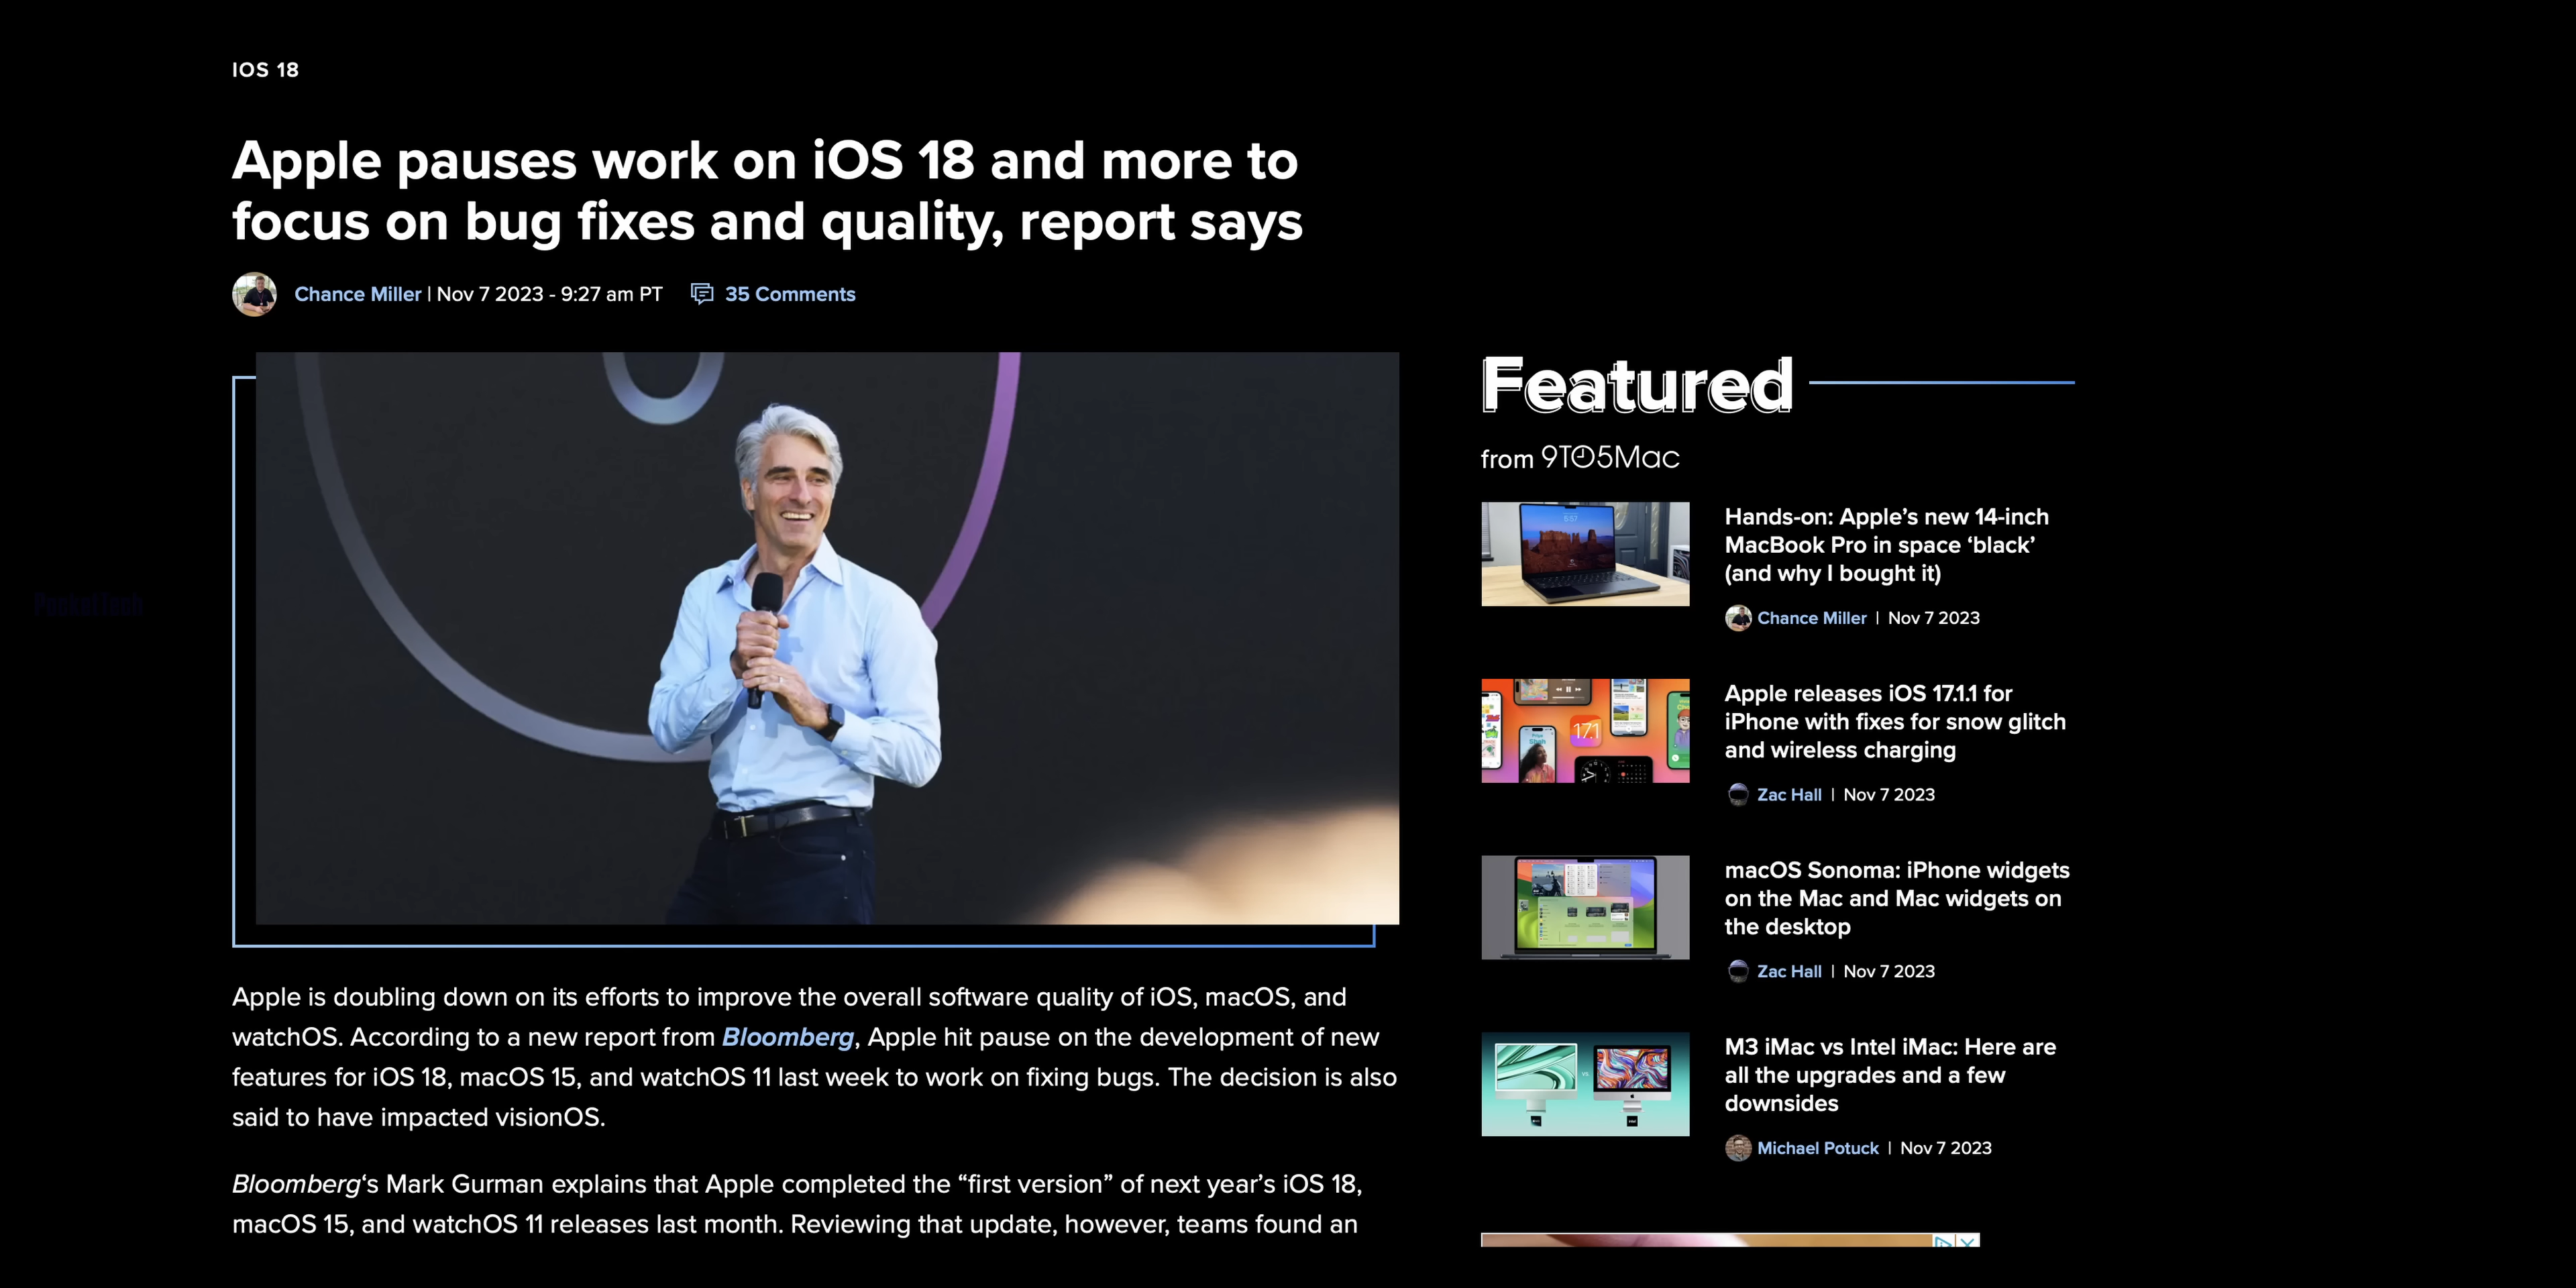 IOS 18
Apple pauses work on iOS 18 and more to
focus on bug fixes and quality, report says
Chance Miller | Nov 7 2023 - 9:27 am PT 35 Comments
Apple is doubling down on its efforts to improve the overall software quality of iOS, macOS, and
watchOS. According to a new report from Bloomberg, Apple hit pause on the development of new
features for iOS 18, macOS 15, and watchOS 11 last week to work on fixing bugs. The decision is also
said to have impacted visionOS.
Bloomberg‘s Mark Gurman explains that Apple completed the “first version” of next year’s iOS 18,
macOS 15, and watchOS 11 releases last month. Reviewing that update, however, teams found an
Featured
from 9TO5Mac
Hands-on: Apple’s new 14-inch
MacBook Pro in space ‘black’
(and why I bought it)
Chance Miller | Nov 7 2023
17.1
Apple releases iOS 17.1.1 for
iPhone with fixes for snow glitch
and wireless charging
Zac Hall | Nov 7 2023
macOS Sonoma: iPhone widgets
on the Mac and Mac widgets on
the desktop
Zac Hall | Nov 7 2023
M3 iMac vs Intel iMac: Here are
all the upgrades and a few
downsides
Michael Potuck | Nov 7 2023
PocketTech